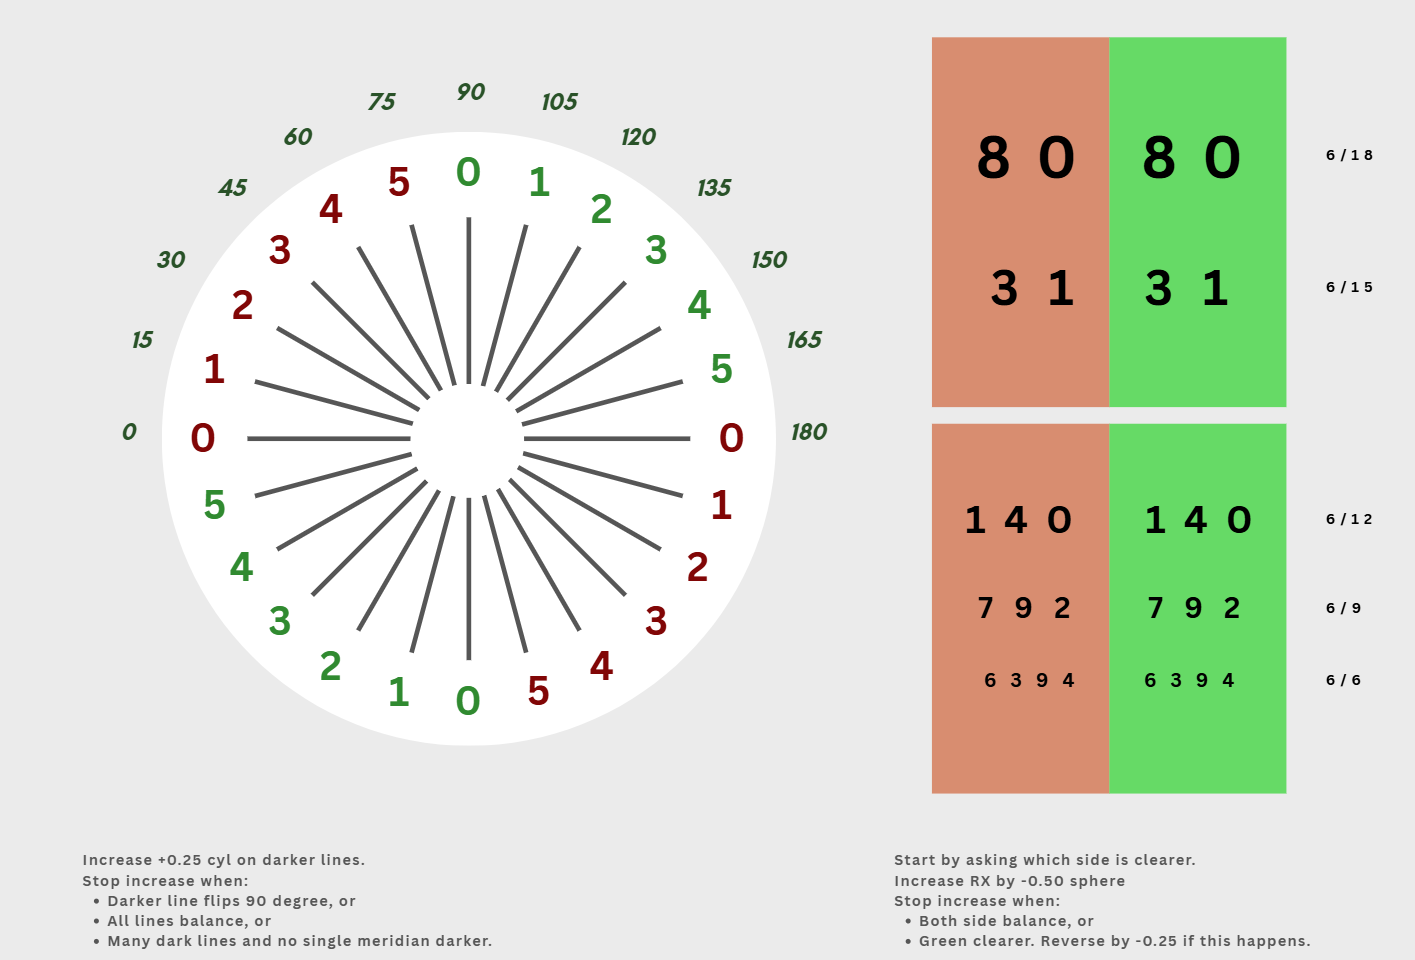 90
75 105
60 120
45 135
30 150
15 165
0 180
0
5 1
4 2
3 3
2 4
1 5
0 0
5 1
4 2
3 3
2 4
1 5
0
8 0 8 0 6/18
3 1 3 1 6/15
1 4 0 1 4 0 6/12
7 9 2 7 9 2 6/9
6 3 9 4 6 3 9 4 6/6
Increase +0.25 cyl on darker lines.
Stop increase when:
• Darker line flips 90 degree, or
• All lines balance, or
• Many dark lines and no single meridian darker.
Start by asking which side is clearer.
Increase RX by -0.50 sphere
Stop increase when:
• Both side balance, or
• Green clearer. Reverse by -0.25 if this happens.